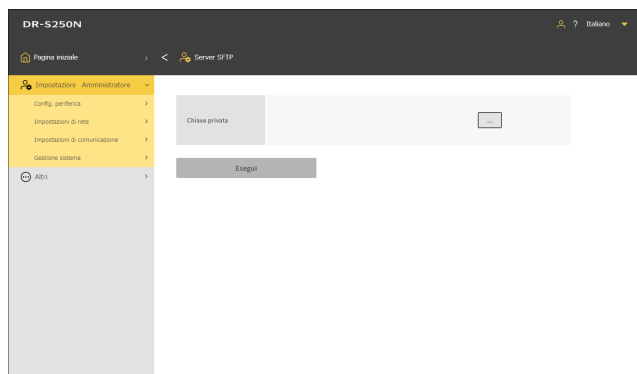 DR-S250N
? Italiano
Pagina iniziale
Server SFTP
Impostazioni Amministratore
Config. periferica
Impostazioni di rete
Impostazioni di comunicazione
Gestione sistema
Altri
Chiave privata
...
Esegui